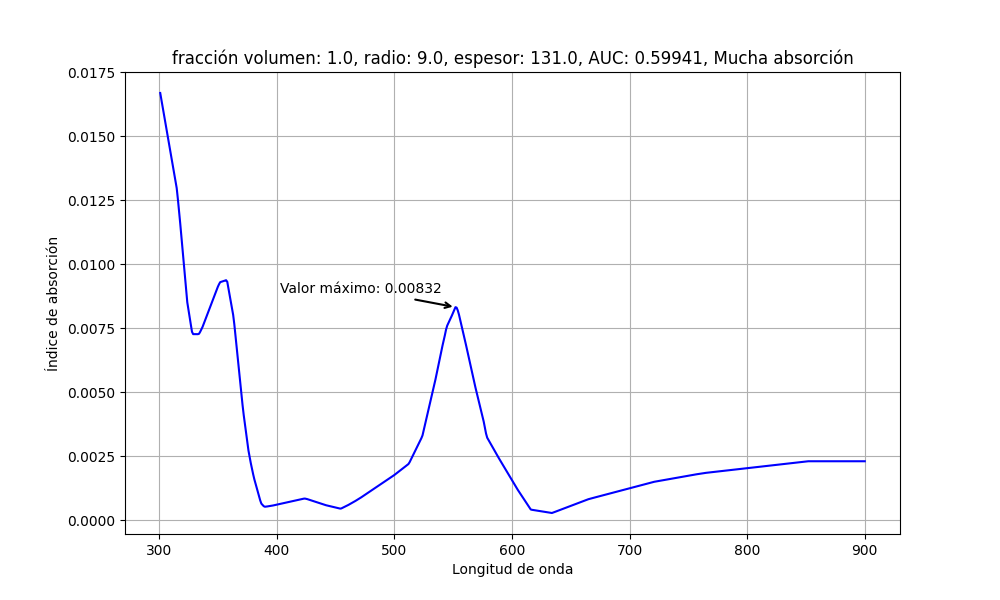 fracción volumen: 1.0, radio: 9.0, espesor: 131.0, AUC: 0.59941, Mucha absorción
0.0175
0.0150
0.0125
0.0100
0.0075
0.0050
0.0025
0.0000
Índice de absorción
Valor máximo: 0.00832
300 400 500 600 700 800 900
Longitud de onda